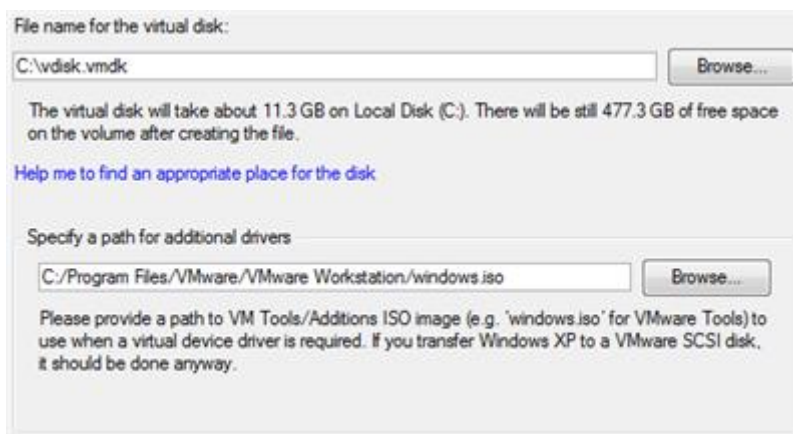 File name for the virtual disk:
C:\vdisk.vmdk
Browse...
The virtual disk will take about 11.3 GB on Local Disk (C:). There will be still 477.3 GB of free space
on the volume after creating the file.
Help me to find an appropriate place for the disk
Specify a path for additional drivers
C:/Program Files/VMware/VMware Workstation/windows.iso
Browse...
Please provide a path to VM Tools/Additions ISO image (e.g. 'windows.iso' for VMware Tools) to
use when a virtual device driver is required. If you transfer Windows XP to a VMware SCSI disk,
it should be done anyway.